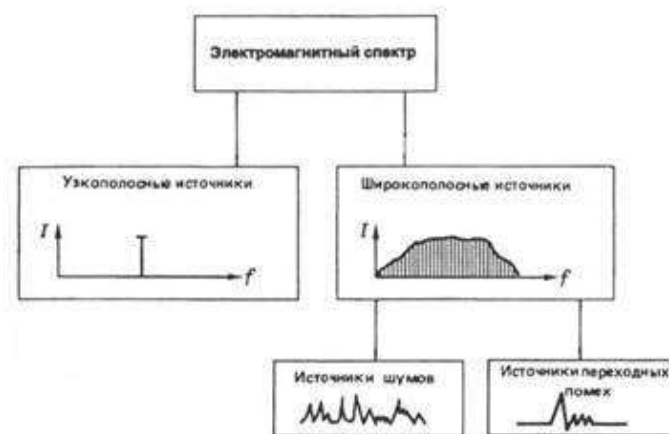 Электромагнитный спектр
Узкополосные источники
I
f
Широкополосные источники
I
f
Источники шумов
Источники переходных
помех